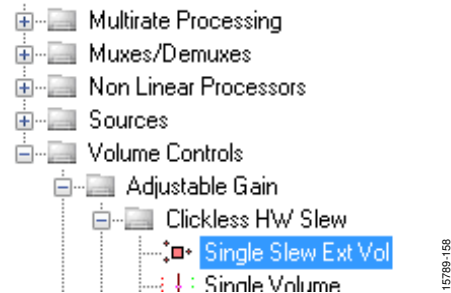 Multirate Processing
Muxes/Demuxes
Non Linear Processors
Sources
Volume Controls
Adjustable Gain
Clickless HW Slew
Single Slew Ext Vol
Single Volume
15789-158